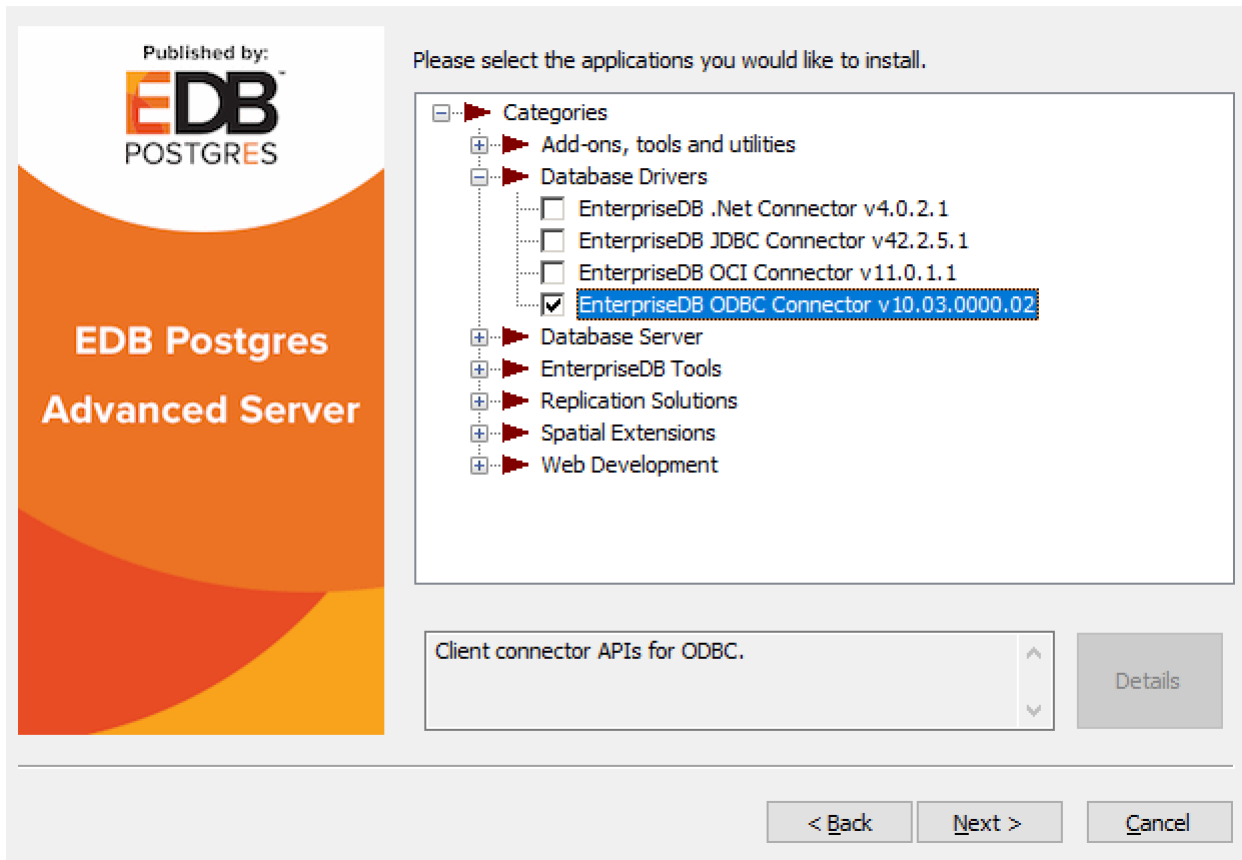 Published by:
EDB™
POSTGRES
EDB Postgres
Advanced Server
Please select the applications you would like to install.
Categories
Add-ons, tools and utilities
Database Drivers
EnterpriseDB .Net Connector v4.0.2.1
EnterpriseDB JDBC Connector v42.2.5.1
EnterpriseDB OCI Connector v11.0.1.1
EnterpriseDB ODBC Connector v10.03.0000.02
Database Server
EnterpriseDB Tools
Replication Solutions
Spatial Extensions
Web Development
Client connector APIs for ODBC.
Details
< Back
Next >
Cancel